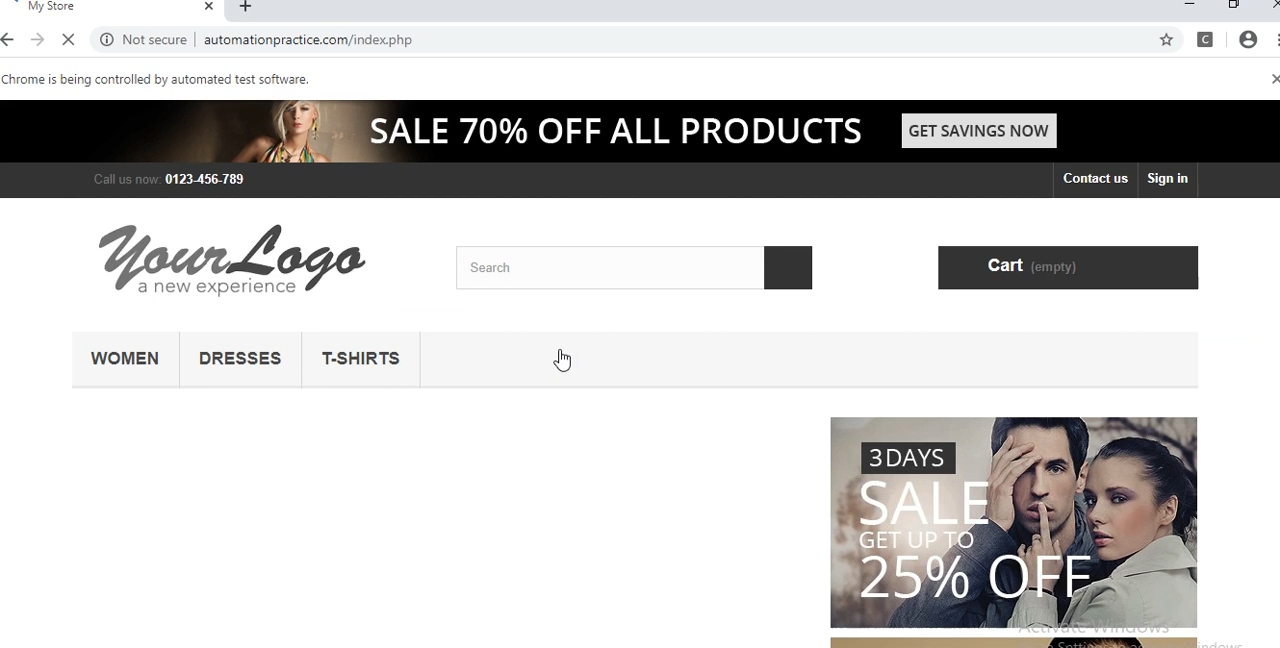 My Store
Not secure automationpractice.com/index.php
C
Chrome is being controlled by automated test software.
SALE 70% OFF ALL PRODUCTS GET SAVINGS NOW
Call us now: 0123-456-789 Contact us Sign in
YourLogo
a new experience
Search
Cart (empty)
WOMEN DRESSES T-SHIRTS
3 DAYS
SALE
GET UP TO
25% OFF
Activate Windows